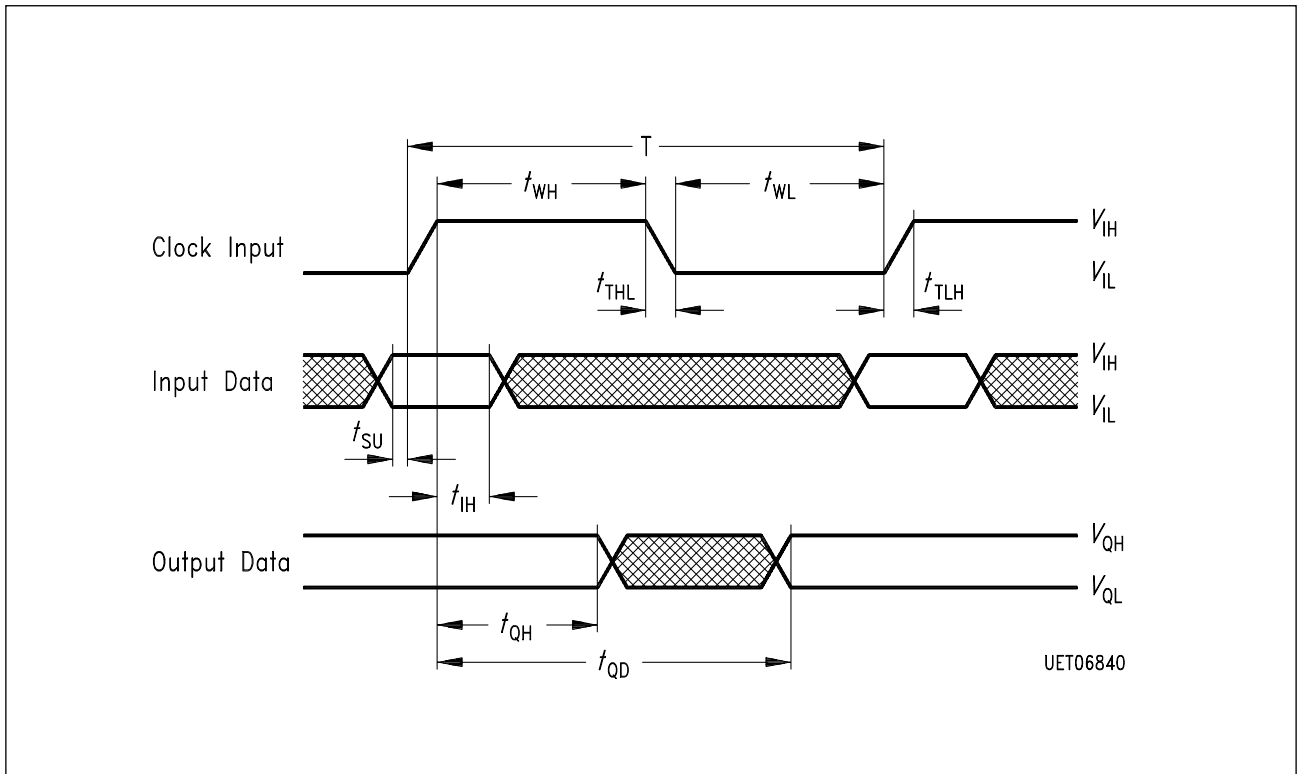 T
tWH
tWL
Clock Input
VIH
VIL
tTHL
tTLH
Input Data
VIH
VIL
tSU
tIH
Output Data
VQH
VQL
tQH
tQD
UET06840